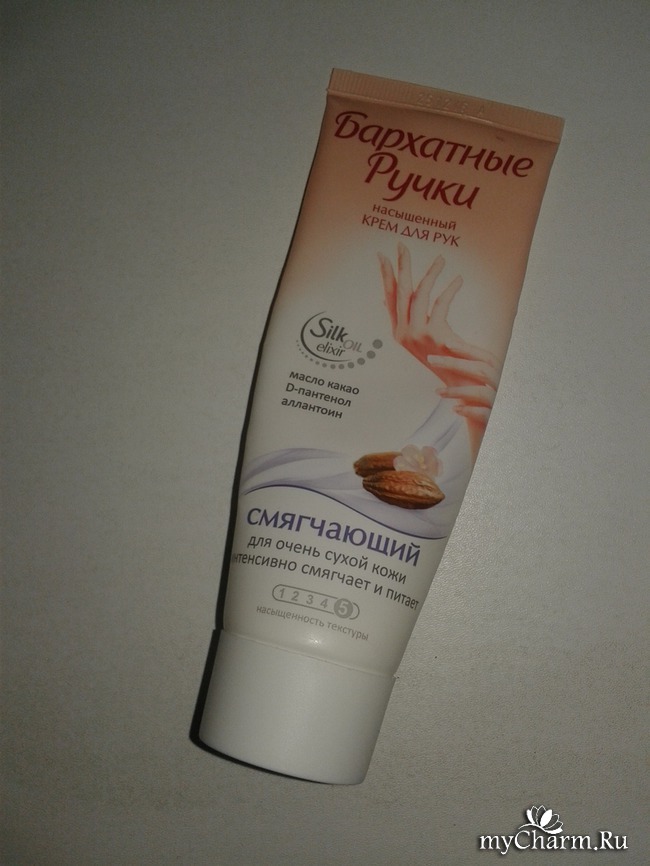 Бархатные
Ручки
насыщенный
КРЕМ ДЛЯ РУК
Silk OIL
elixir
масло какао
D-пантенол
аллантоин
смягчающий
для очень сухой кожи
интенсивно смягчает и питает
1 2 3 4 5
насыщенность текстуры
myCharm.Ru